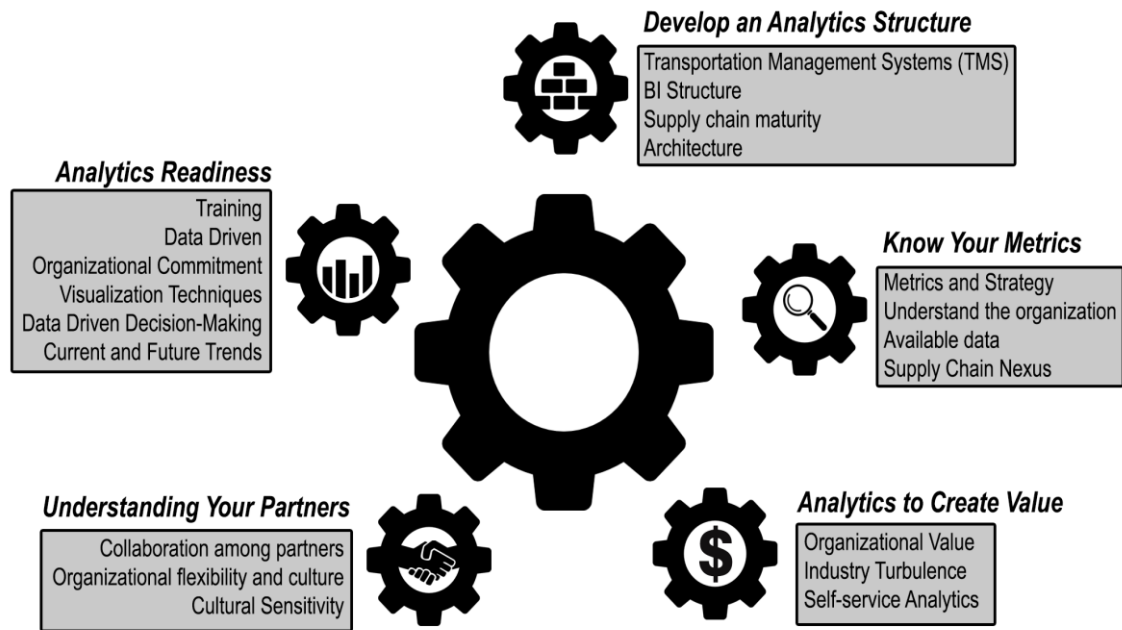 Develop an Analytics Structure
Transportation Management Systems (TMS)
BI Structure
Supply chain maturity
Architecture
Analytics Readiness
Training
Data Driven
Organizational Commitment
Visualization Techniques
Data Driven Decision-Making
Current and Future Trends
Know Your Metrics
Metrics and Strategy
Understand the organization
Available data
Supply Chain Nexus
Understanding Your Partners
Collaboration among partners
Organizational flexibility and culture
Cultural Sensitivity
$
Analytics to Create Value
Organizational Value
Industry Turbulence
Self-service Analytics